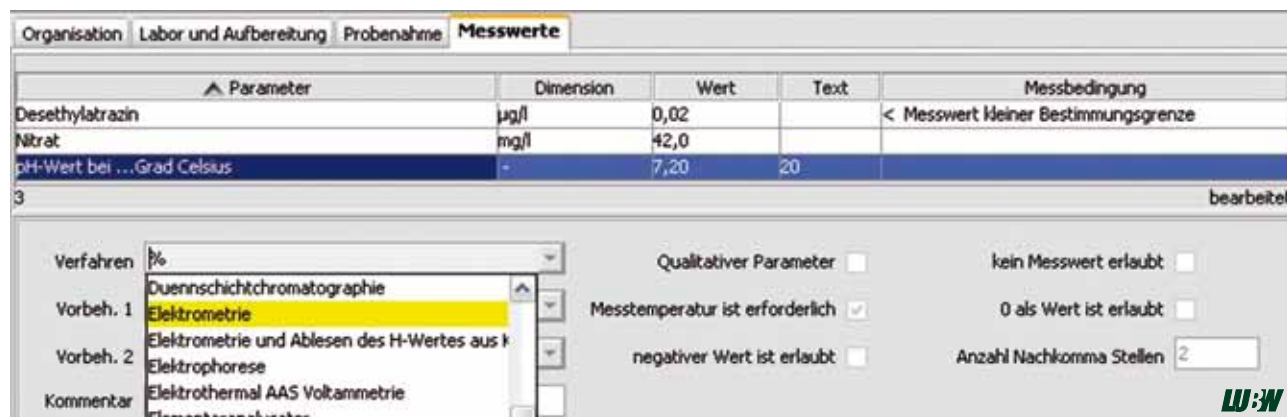 Organisation Labor und Aufbereitung Probenahme Messwerte
Parameter Dimension Wert Text Messbedingung
Desethylatrazin µg/l 0,02 < Messwert kleiner Bestimmungsgrenze
Nitrat mg/l 42,0
pH-Wert bei ...Grad Celsius - 7,20 20
3 bearbeitet
Verfahren % Qualitativer Parameter kein Messwert erlaubt
Duennschichtchromatographie
Vorbeh. 1 Elektrometrie Messtemperatur ist erforderlich 0 als Wert ist erlaubt
Elektrometrie und Ablesen des H-Wertes aus K
Vorbeh. 2 Elektrophorese negativer Wert ist erlaubt Anzahl Nachkomma Stellen 2
Kommentar Elektrothermal AAS Voltammetrie
LUBW